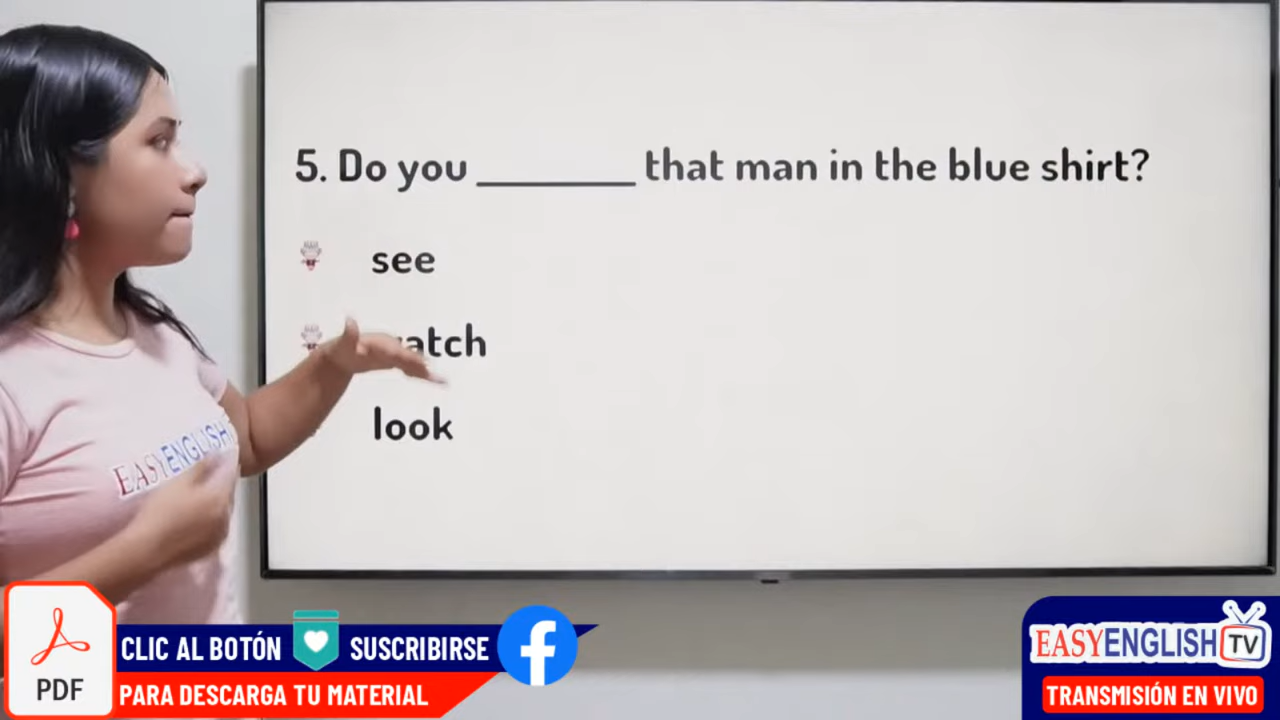 5. Do you ________ that man in the blue shirt?
see
look
EASYENGLISH
PDF
CLIC AL BOTÓN SUSCRIBIRSE
PARA DESCARGA TU MATERIAL
EASYENGLISH TV
TRANSMISIÓN EN VIVO